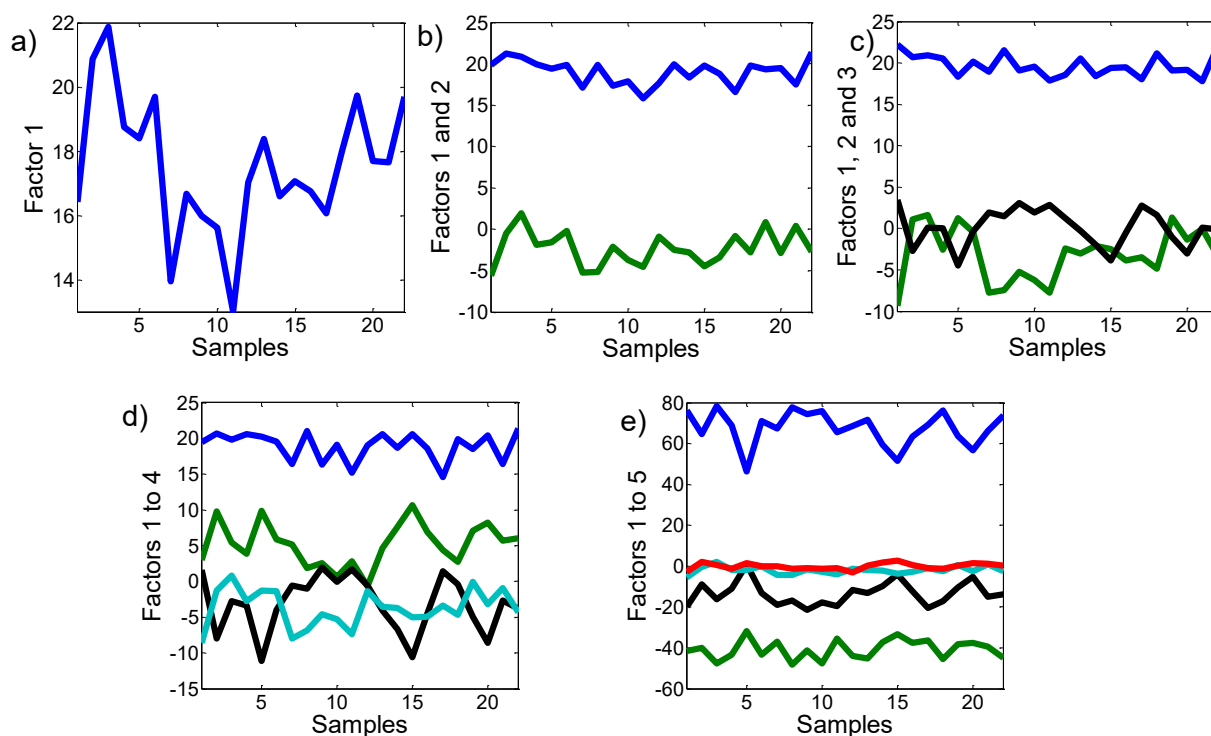 a)
Factor 1
22
20
18
16
14
5 10 15 20
Samples
b)
Factors 1 and 2
25
20
15
10
5
0
-5
-10
5 10 15 20
Samples
c)
Factors 1, 2 and 3
25
20
15
10
5
0
-5
-10
5 10 15 20
Samples
d)
Factors 1 to 4
25
20
15
10
5
0
-5
-10
-15
5 10 15 20
Samples
e)
Factors 1 to 5
80
60
40
20
0
-20
-40
-60
5 10 15 20
Samples